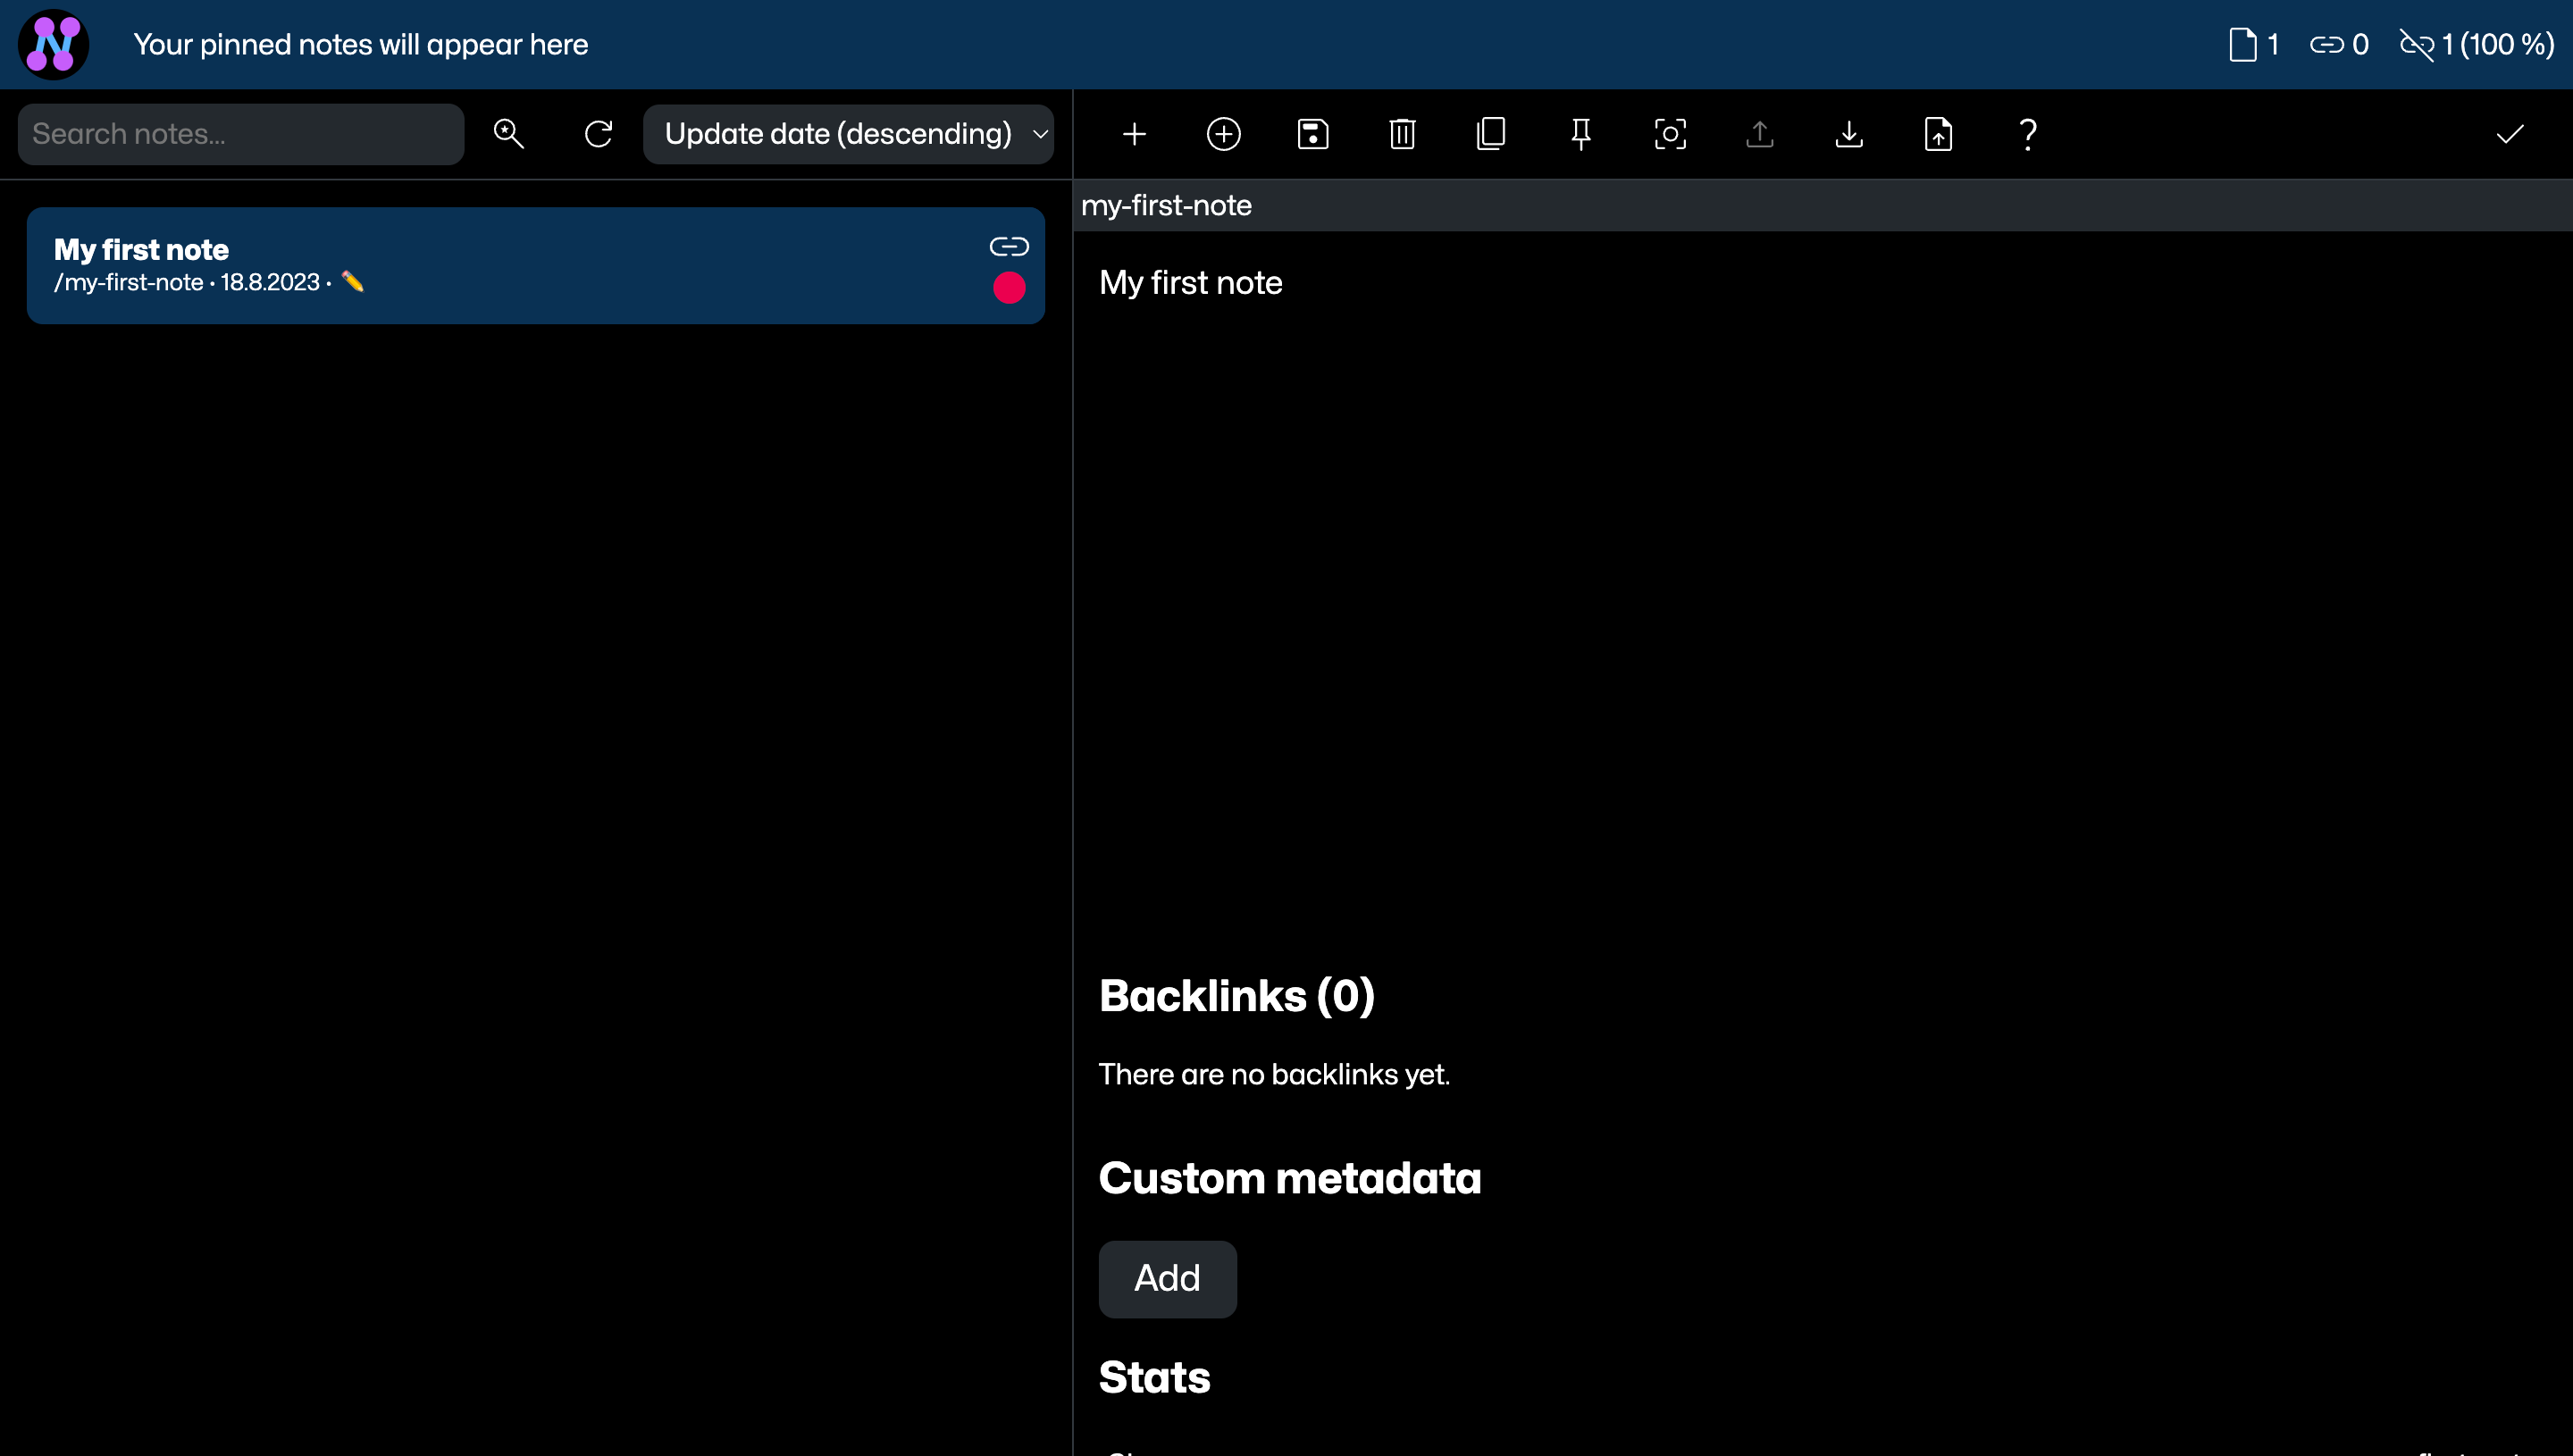 Your pinned notes will appear here
1 0 1 (100 %)
Search notes...
Update date (descending)
my-first-note
My first note
/my-first-note • 18.8.2023 •
My first note
Backlinks (0)
There are no backlinks yet.
Custom metadata
Add
Stats